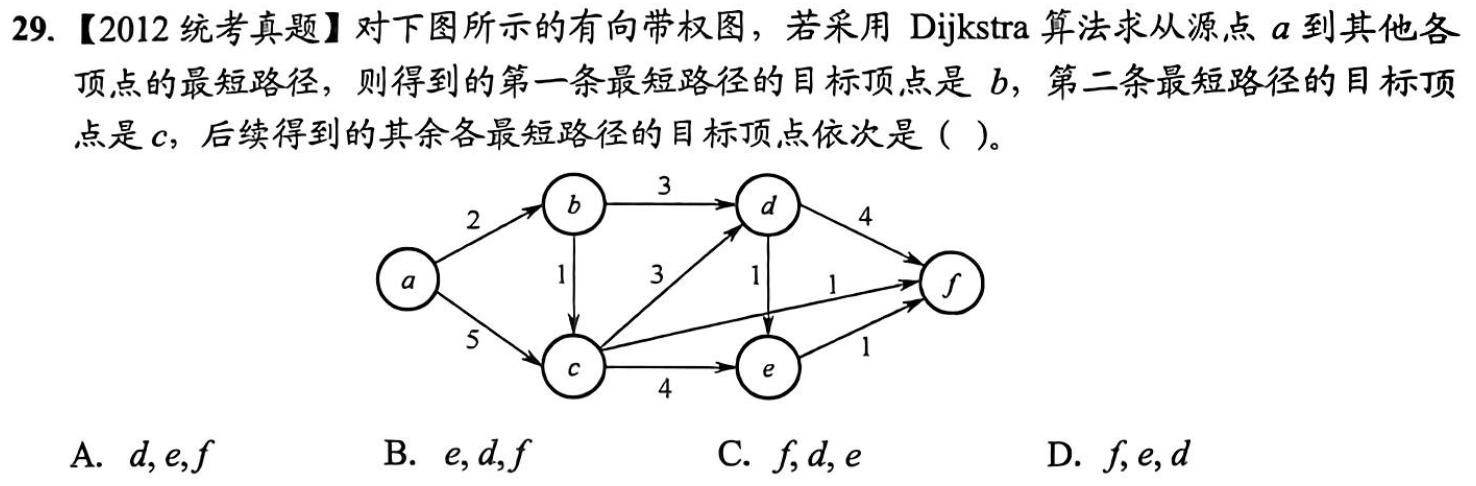 29.【2012 统考真题】对下图所示的有向带权图，若采用 Dijkstra 算法求从源点 a 到其他各
顶点的最短路径，则得到的第一条最短路径的目标顶点是 b，第二条最短路径的目标顶
点是 c，后续得到的其余各最短路径的目标顶点依次是（ ）。
3
b
d
2
4
a
1
3
1
1
f
5
c
e
1
4
A. d, e, f B. e, d, f C. f, d, e D. f, e, d